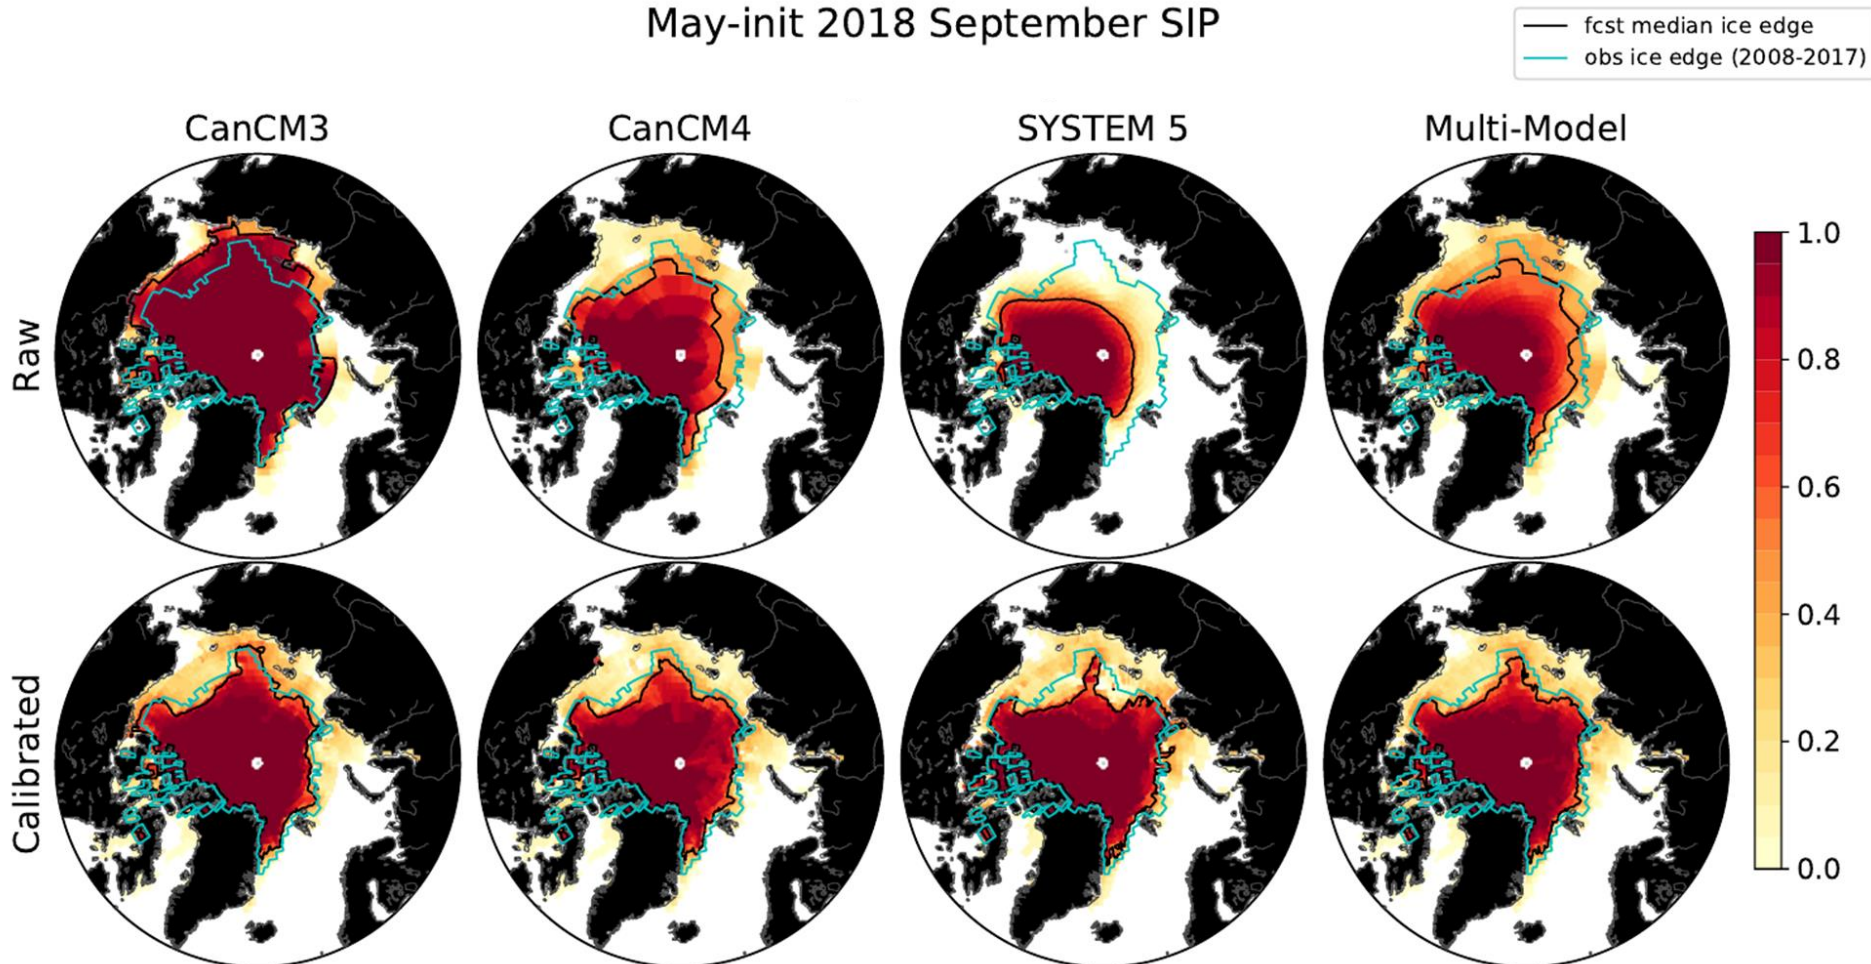 May-init 2018 September SIP
fcst median ice edge
obs ice edge (2008-2017)
CanCM3
CanCM4
SYSTEM 5
Multi-Model
Raw
Calibrated
1.0
0.8
0.6
0.4
0.2
0.0